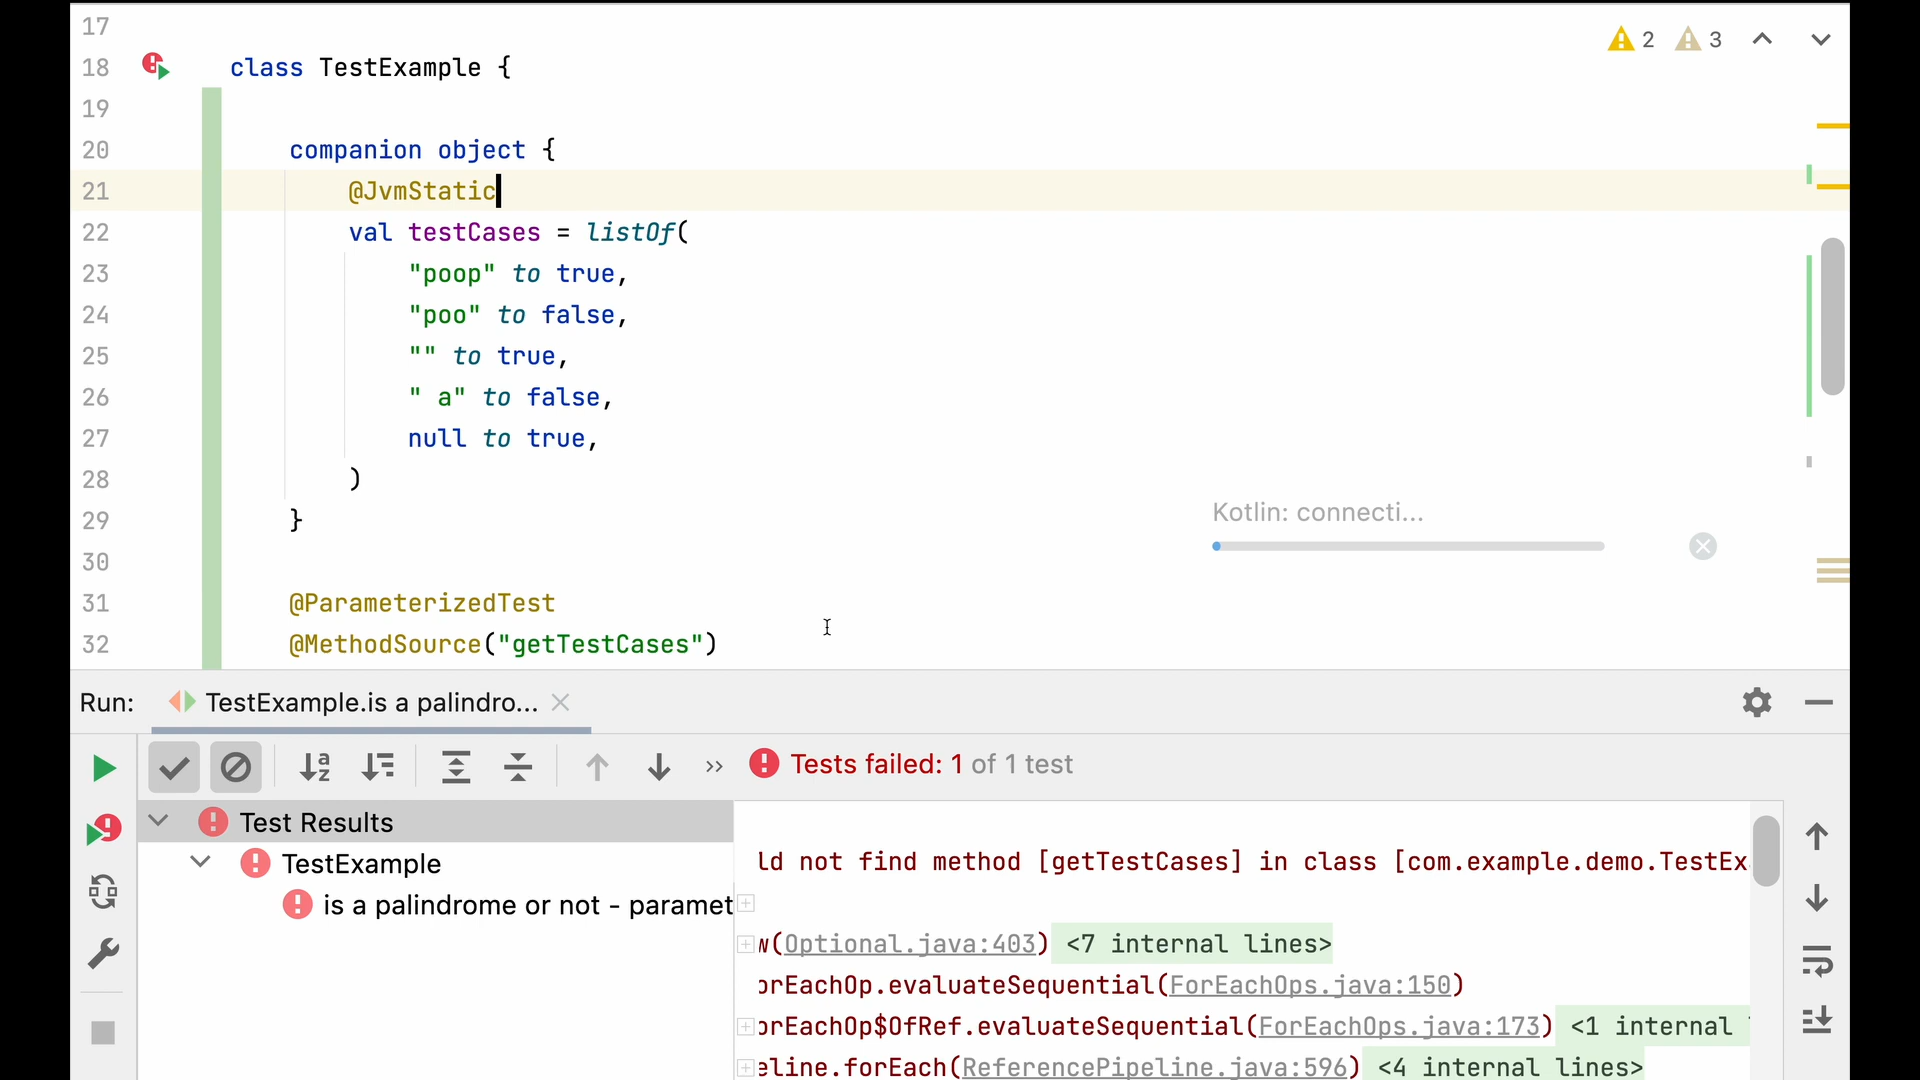 17
2 3
18 class TestExample {
19
20 companion object {
21 @JvmStatic
22 val testCases = listOf(
23 "poop" to true,
24 "poo" to false,
25 "" to true,
26 " a" to false,
27 null to true,
28 )
Kotlin: connecti...
29 }
30
31 @ParameterizedTest
32 @MethodSource("getTestCases")
Run: TestExample.is a palindro...
Tests failed: 1 of 1 test
Test Results
TestExample
is a palindrome or not - paramet
ld not find method [getTestCases] in class [com.example.demo.TestEx
w(Optional.java:403) <7 internal lines>
orEachOp.evaluateSequential(ForEachOps.java:150)
orEachOp$OfRef.evaluateSequential(ForEachOps.java:173) <1 internal
eline.forEach(ReferencePipeline.java:596) <4 internal lines>